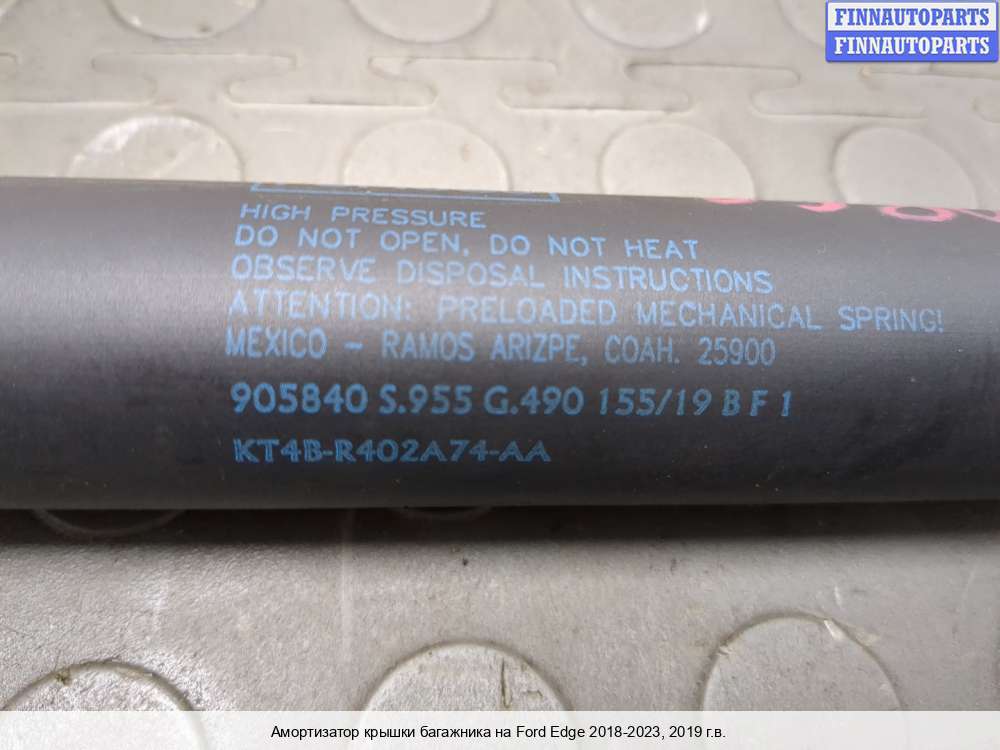 FINNAUTOPARTS
FINNAUTOPARTS
HIGH PRESSURE
DO NOT OPEN, DO NOT HEAT
OBSERVE DISPOSAL INSTRUCTIONS
ATTENTION: PRELOADED MECHANICAL SPRING!
MEXICO - RAMOS ARIZPE, COAH. 25900
905840 S.955 G.490 155/19 B F 1
KT4B-R402A74-AA
Амортизатор крышки багажника на Ford Edge 2018-2023, 2019 г.в.